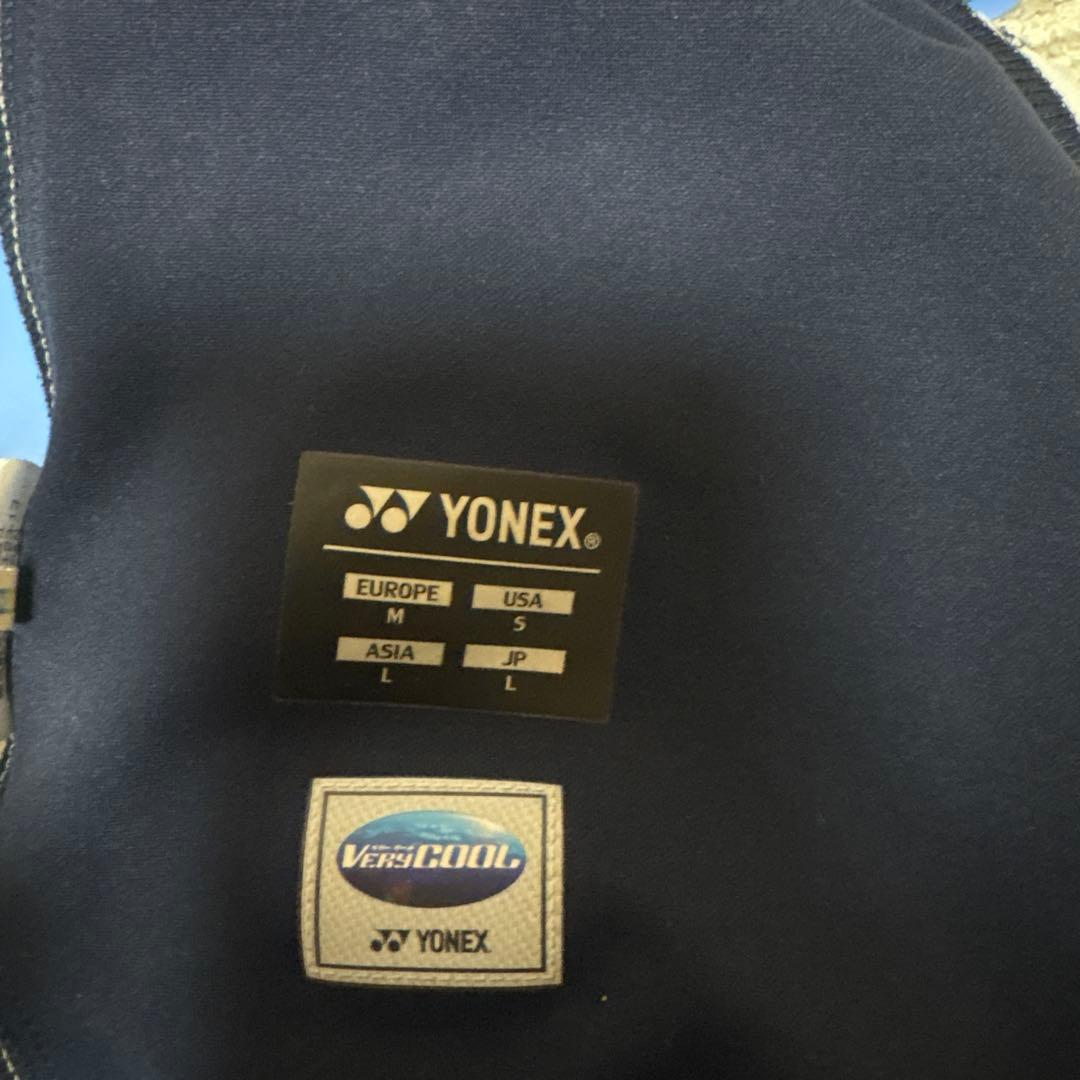 YONEX®
EUROPE USA
M S
ASIA JP
L L
VERYCOOL
YONEX